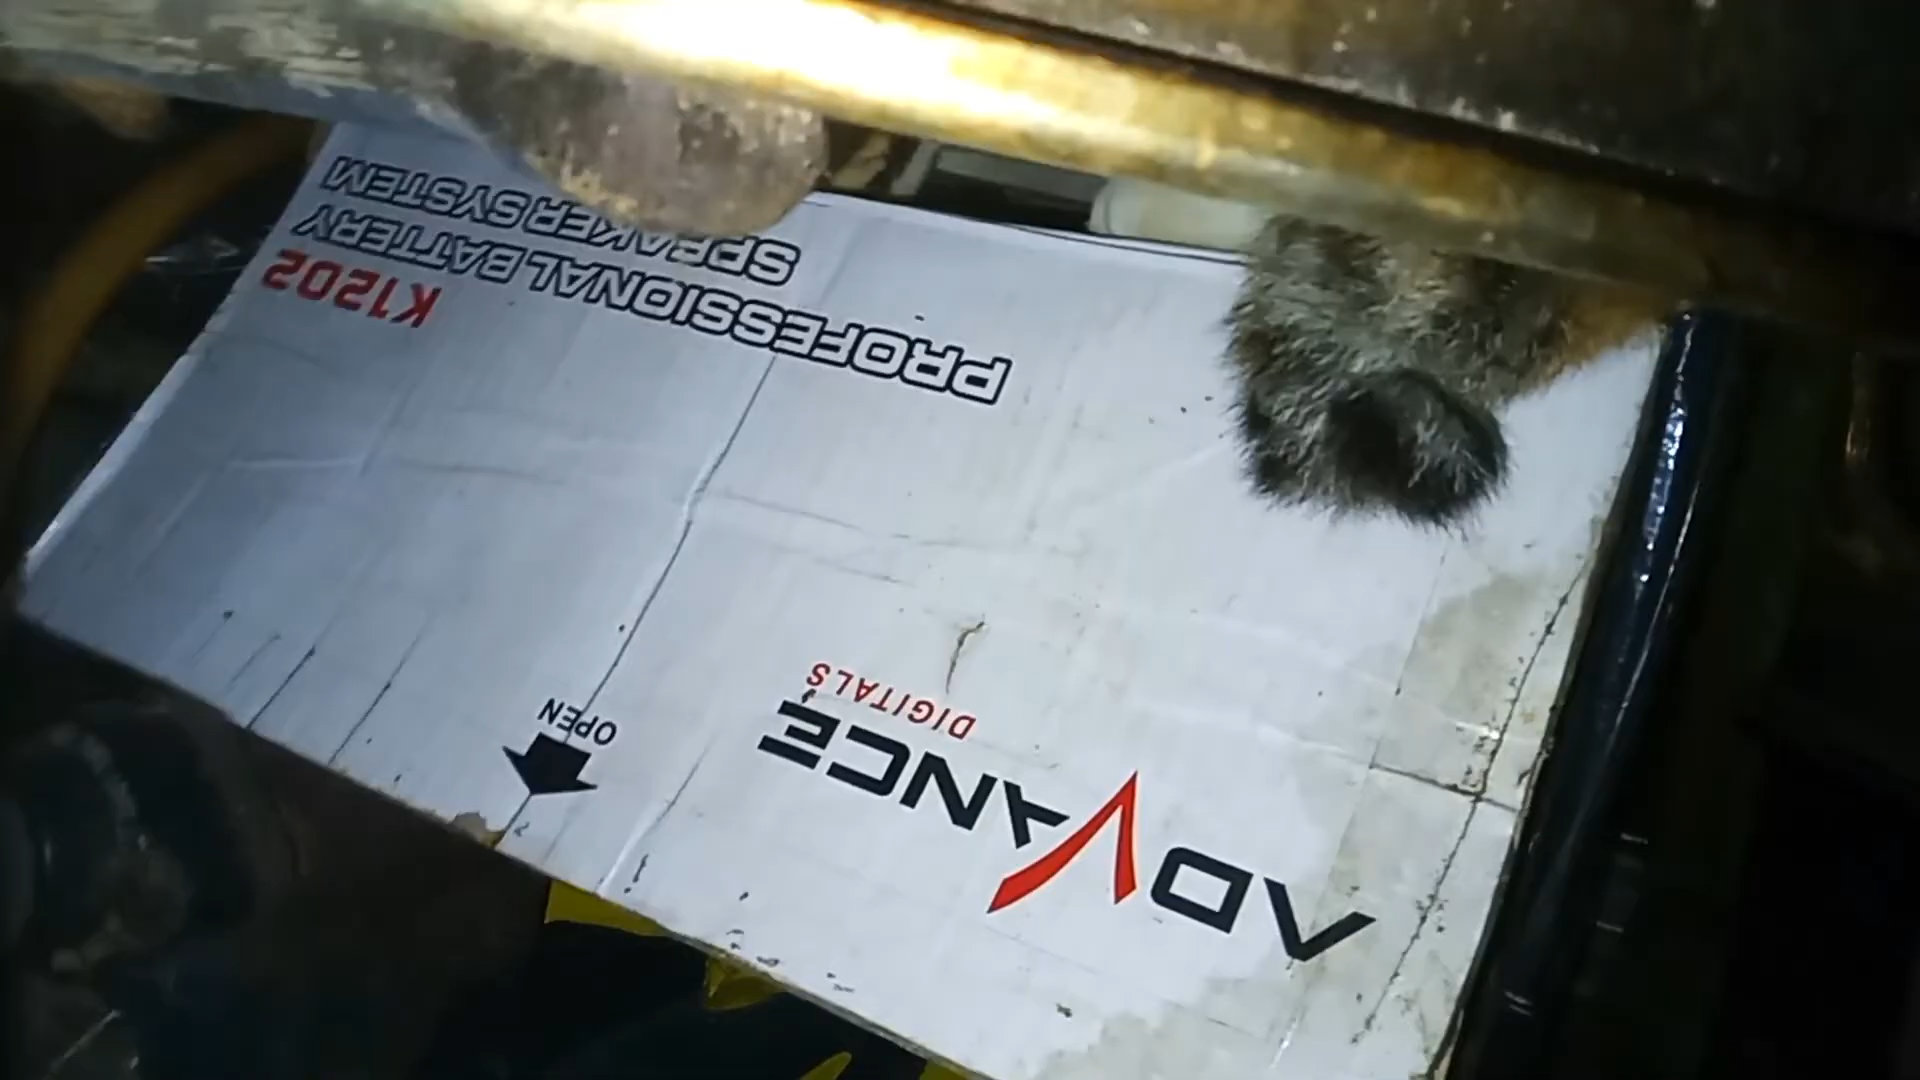 ADVANCE
DIGITALS
OPEN
PROFESSIONAL BATTERY
SPEAKER SYSTEM
K1202